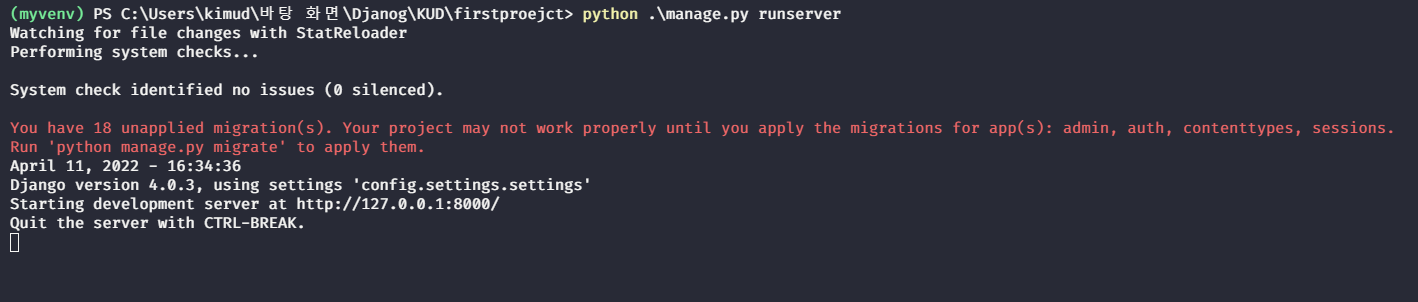 (myvenv) PS C:\Users\kimud\바탕 화면\Djanog\KUD\firstproejct> python .\manage.py runserver
Watching for file changes with StatReloader
Performing system checks...
System check identified no issues (0 silenced).
You have 18 unapplied migration(s). Your project may not work properly until you apply the migrations for app(s): admin, auth, contenttypes, sessions.
Run 'python manage.py migrate' to apply them.
April 11, 2022 - 16:34:36
Django version 4.0.3, using settings 'config.settings.settings'
Starting development server at http://127.0.0.1:8000/
Quit the server with CTRL-BREAK.